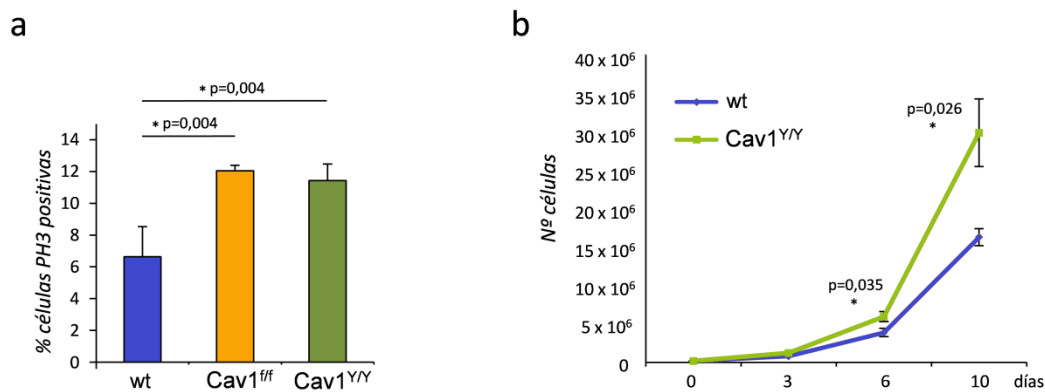 a
* p=0,004
* p=0,004
% células PH3 positivas
14
12
10
8
6
4
2
0
wt
Cav1f/f
Cav1Y/Y
b
Nº células
40 x 10⁶
35 x 10⁶
30 x 10⁶
25 x 10⁶
20 x 10⁶
15 x 10⁶
10 x 10⁶
5 x 10⁶
0
wt
Cav1Y/Y
p=0,026
*
p=0,035
*
0
3
6
10
días